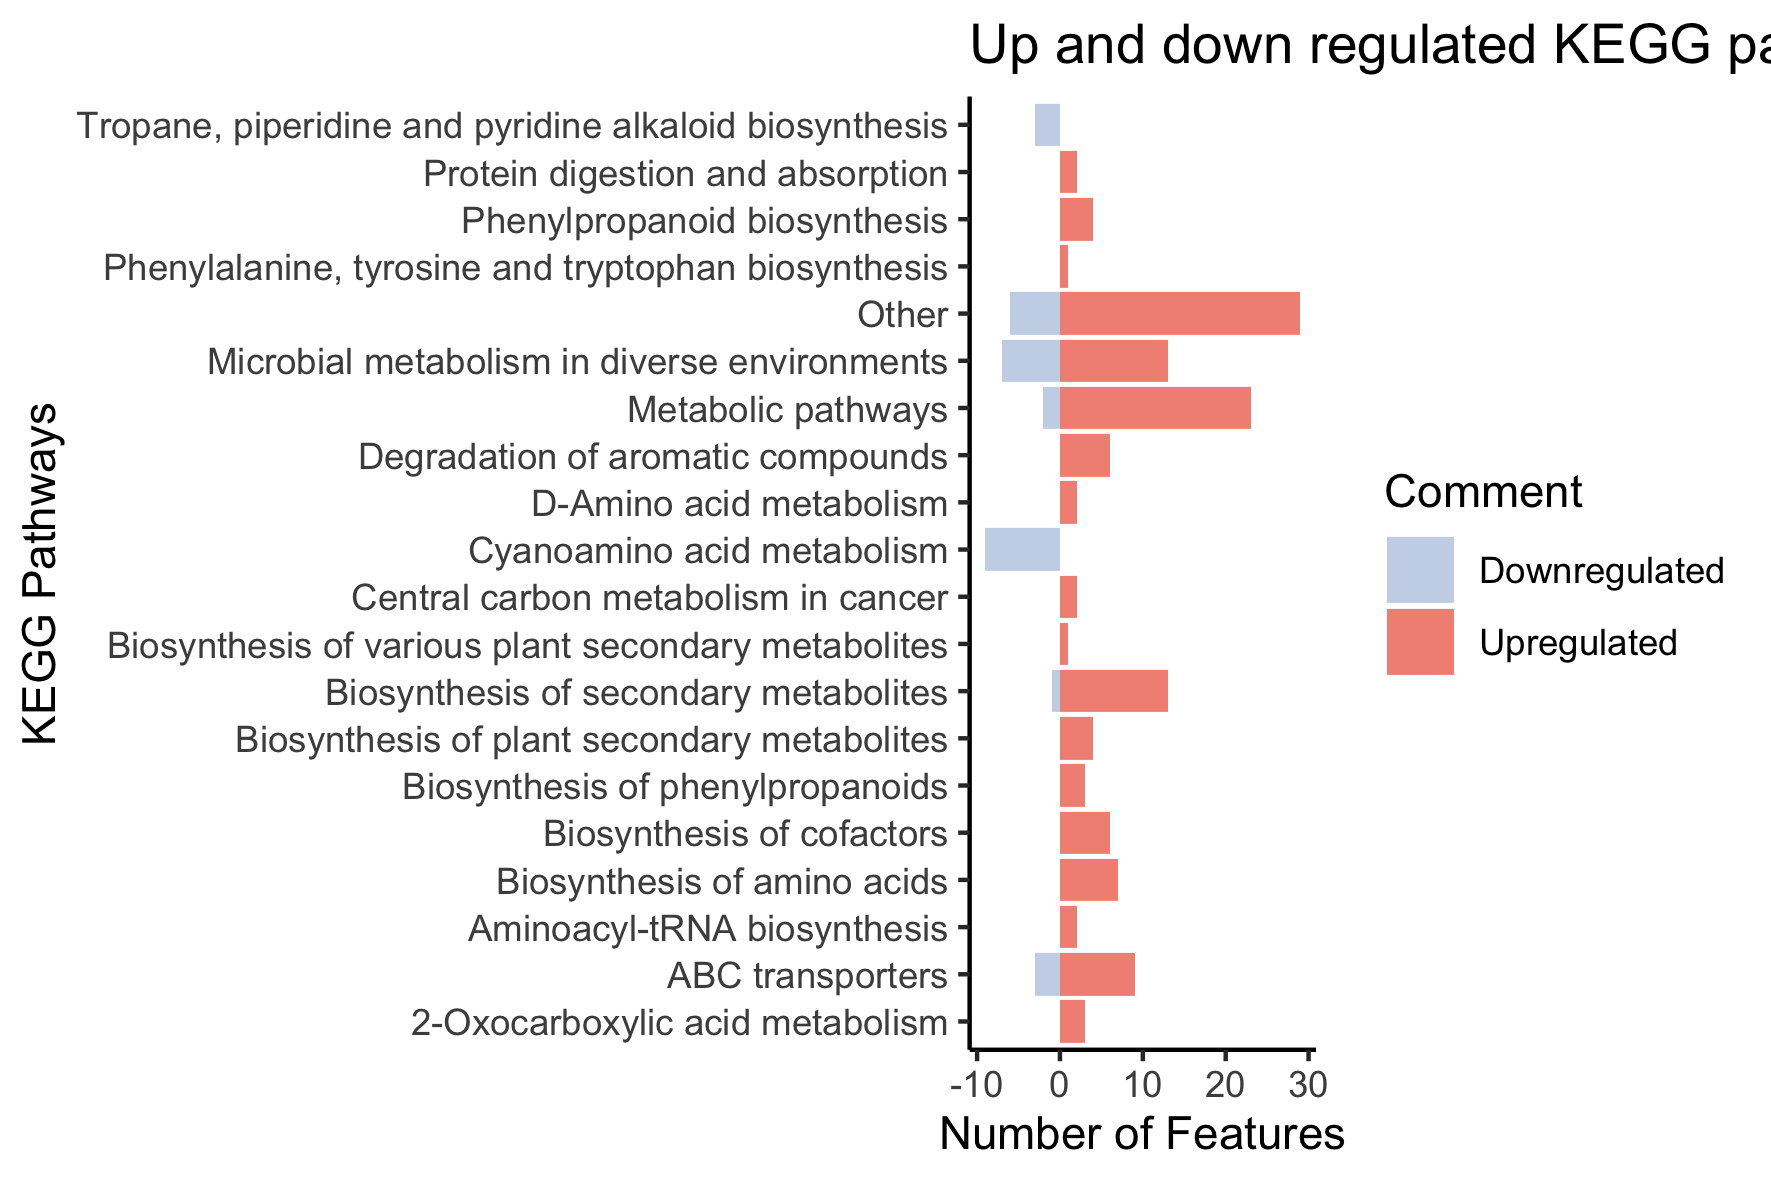 Up and down regulated KEGG pa
Tropane, piperidine and pyridine alkaloid biosynthesis
Protein digestion and absorption
Phenylpropanoid biosynthesis
Phenylalanine, tyrosine and tryptophan biosynthesis
Other
Microbial metabolism in diverse environments
Metabolic pathways
Degradation of aromatic compounds
D-Amino acid metabolism
Cyanoamino acid metabolism
Central carbon metabolism in cancer
Biosynthesis of various plant secondary metabolites
Biosynthesis of secondary metabolites
Biosynthesis of plant secondary metabolites
Biosynthesis of phenylpropanoids
Biosynthesis of cofactors
Biosynthesis of amino acids
Aminoacyl-tRNA biosynthesis
ABC transporters
2-Oxocarboxylic acid metabolism
KEGG Pathways
-10 0 10 20 30
Number of Features
Comment
Downregulated
Upregulated